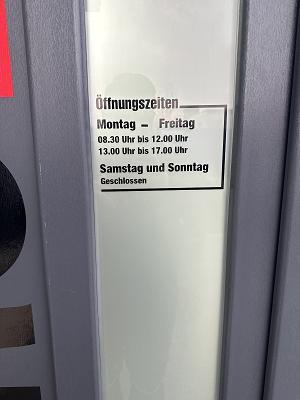 Öffnungszeiten
Montag – Freitag
08.30 Uhr bis 12.00 Uhr
13.00 Uhr bis 17.00 Uhr
Samstag und Sonntag
Geschlossen